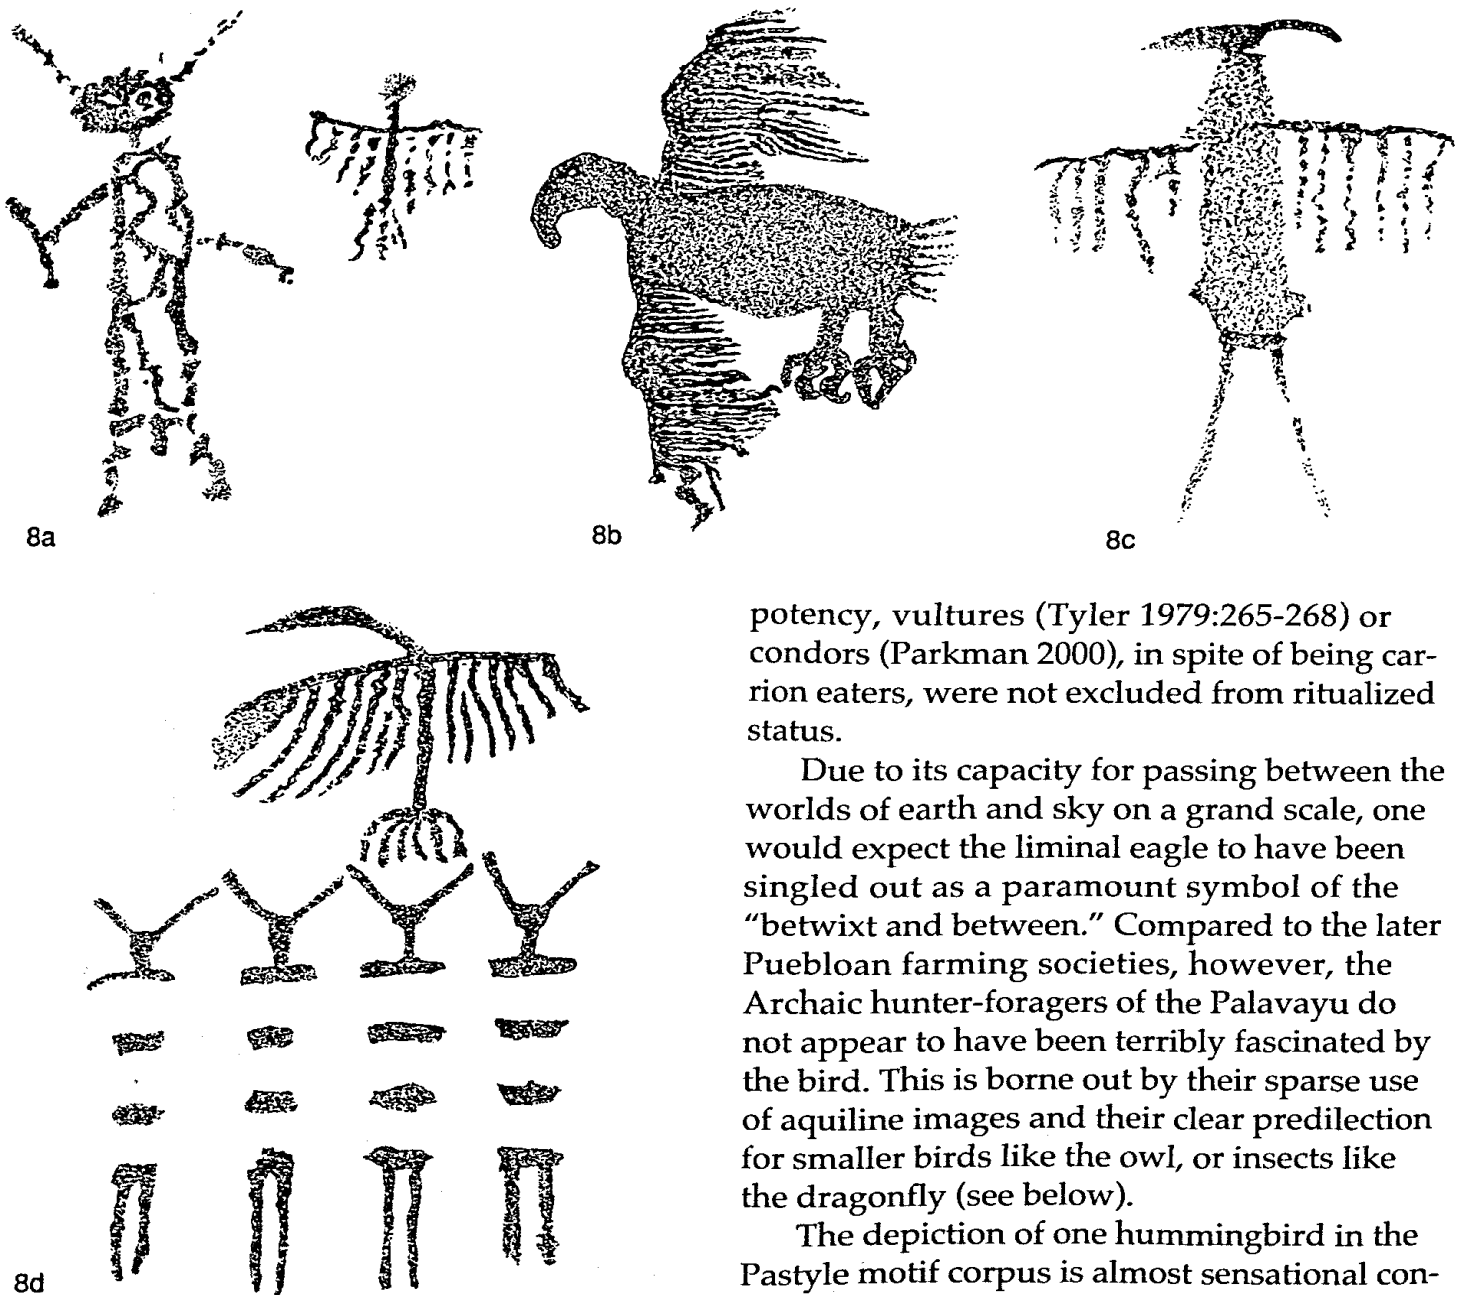 8a
8b
8c
8d
potency, vultures (Tyler 1979:265-268) or
condors (Parkman 2000), in spite of being car-
rion eaters, were not excluded from ritualized
status.
Due to its capacity for passing between the
worlds of earth and sky on a grand scale, one
would expect the liminal eagle to have been
singled out as a paramount symbol of the
“betwixt and between.” Compared to the later
Puebloan farming societies, however, the
Archaic hunter-foragers of the Palavayu do
not appear to have been terribly fascinated by
the bird. This is borne out by their sparse use
of aquiline images and their clear predilection
for smaller birds like the owl, or insects like
the dragonfly (see below).
The depiction of one hummingbird in the
Pastyle motif corpus is almost sensational con-